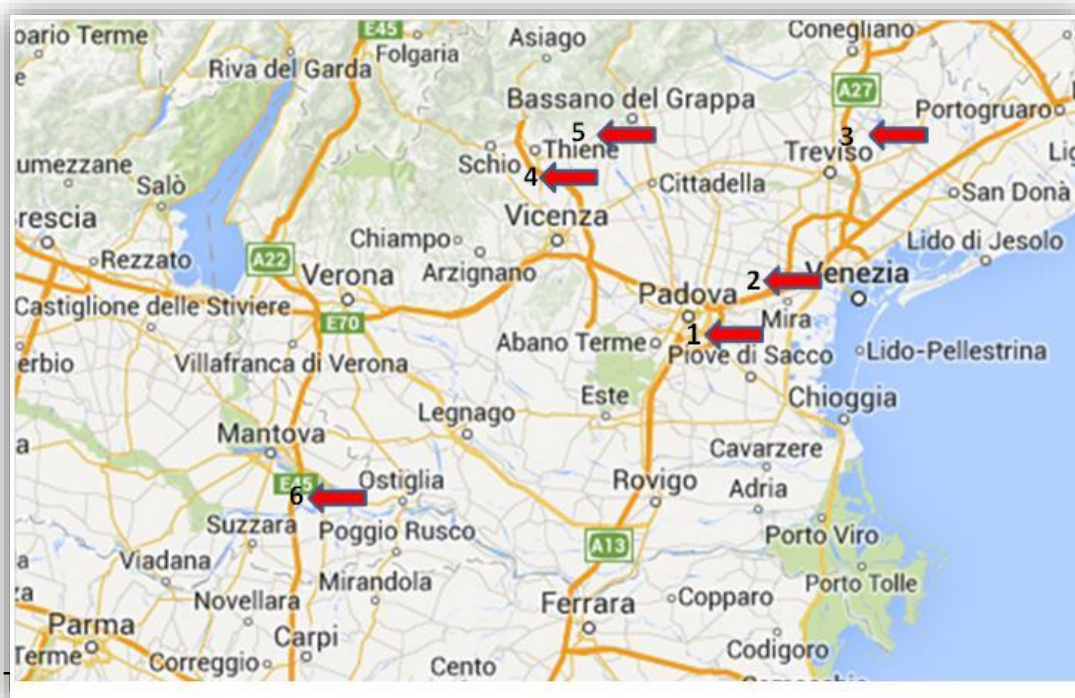 E45
Conegliano
pario Terme
Folgaria
Asiago
Riva del Garda
A27
Bassano del Grappa
Portogruaro
5
3
Thiene
Treviso
umezzane
Schio
Salò
4
Cittadella
San Donà
rescia
Vicenza
Chiampo
Lido di Jesolo
Rezzato
A22
Verona
Arzignano
2
Venezia
Padova
Castiglione delle Stiviere
E70
Mira
1
Abano Terme
Piove di Sacco
Lido-Pellestrina
erbio
Villafranca di Verona
Este
Chioggia
Legnago
Mantova
Cavarzere
E45
Ostiglia
Rovigo
Adria
6
Suzzara
Poggio Rusco
Porto Viro
A13
Viadana
Mirandola
Porto Tolle
Novellara
Ferrara
Copparo
Parma
Carpi
Codigoro
Terme
Correggio
Cento